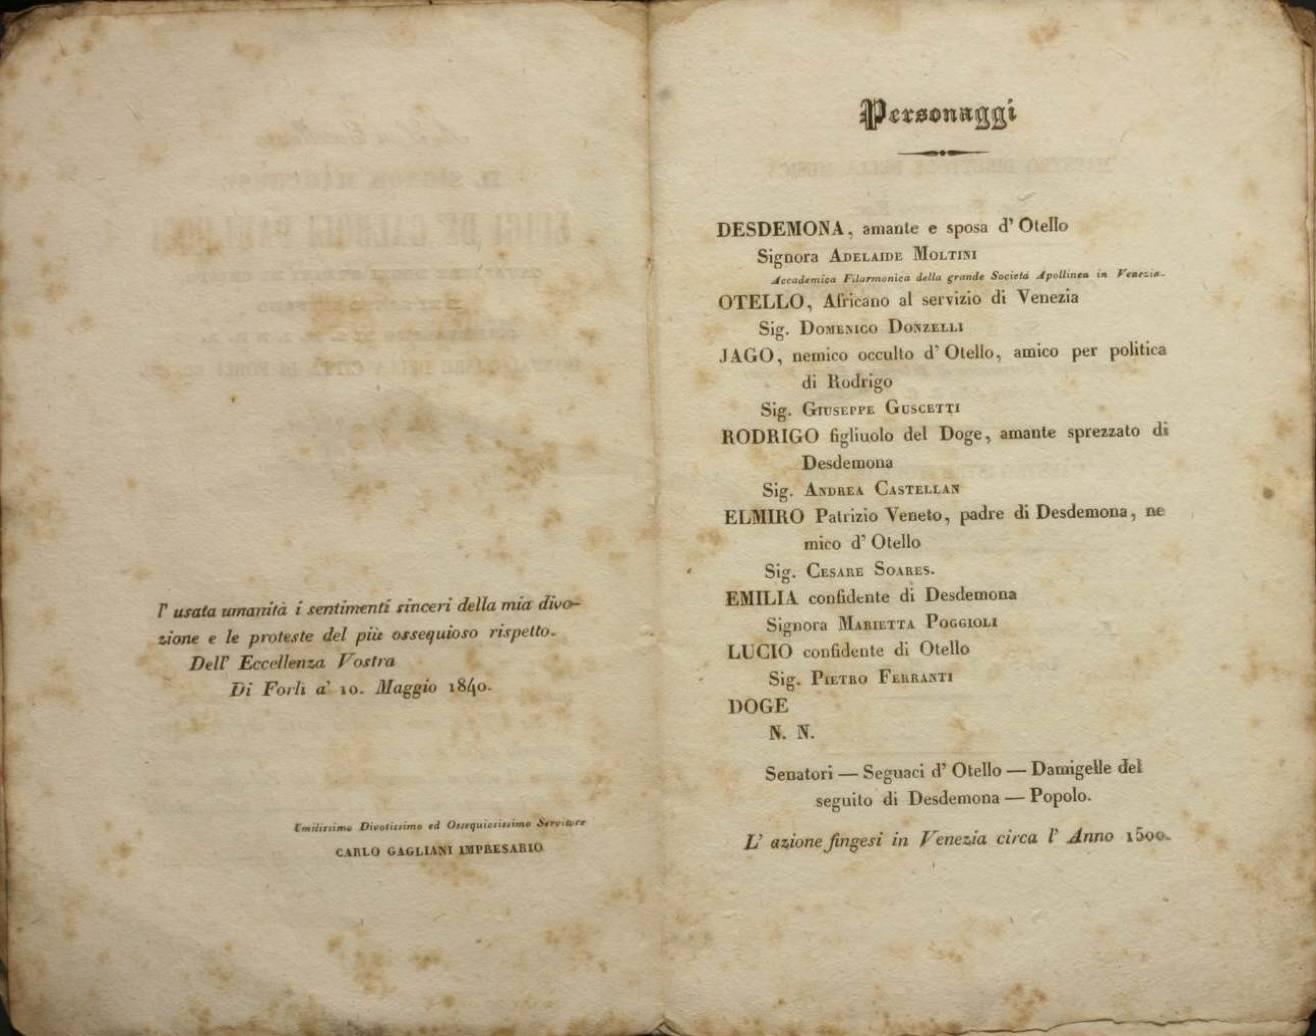 l' usata umanità i sentimenti sinceri della mia divo-
zione e le proteste del più ossequioso rispetto.
Dell' Eccellenza Vostra
Di Forlì a' 10. Maggio 1840.
Umilissimo Divotissimo ed Ossequiosissimo Servitore
CARLO GAGLIANI IMPRESARIO
Personaggi
DESDEMONA, amante e sposa d' Otello
Signora ADELAIDE MOLTINI
Accademica Filarmonica della grande Società Apollinea in Venezia.
OTELLO, Africano al servizio di Venezia
Sig. DOMENICO DONZELLI
JAGO, nemico occulto d' Otello, amico per politica
di Rodrigo
Sig. GIUSEPPE GUSCETTI
RODRIGO figliuolo del Doge, amante sprezzato di
Desdemona
Sig. ANDREA CASTELLAN
ELMIRO Patrizio Veneto, padre di Desdemona, ne
mico d' Otello
Sig. CESARE SOARES.
EMILIA confidente di Desdemona
Signora MARIETTA POGGIOLI
LUCIO confidente di Otello
Sig. PIETRO FERRANTI
DOGE
N. N.
Senatori — Seguaci d' Otello — Damigelle del
seguito di Desdemona — Popolo.
L' azione fingesi in Venezia circa l' Anno 1500.